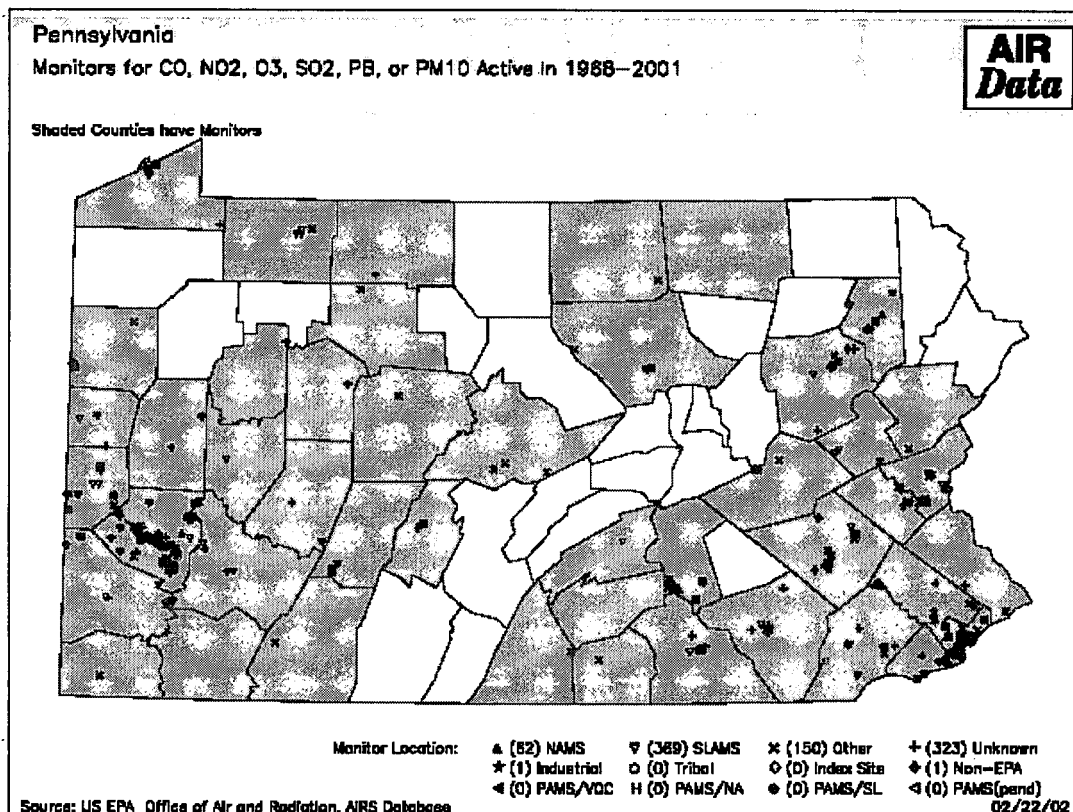 Pennsylvania
Monitors for CO, NO2, O3, SO2, PB, or PM10 Active in 1988–2001
AIR
Data
Shaded Counties have Monitors
Monitor Location:
(62) NAMS
(369) SLAMS
(150) Other
(323) Unknown
(1) Industrial
(0) Tribal
(0) Index Site
(1) Non–EPA
(0) PAMS/VOC
(0) PAMS/NA
(0) PAMS/SL
(0) PAMS(pend)
Source: US EPA Office of Air and Radiation, AIRS Database
02/22/02